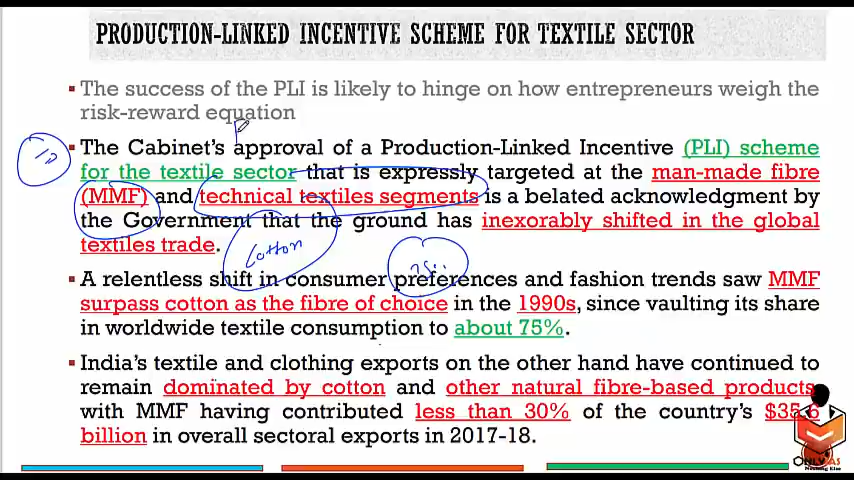 PRODUCTION-LINKED INCENTIVE SCHEME FOR TEXTILE SECTOR
▪ The success of the PLI is likely to hinge on how entrepreneurs weigh the
risk-reward equation
▪ The Cabinet's approval of a Production-Linked Incentive (PLI) scheme
for the textile sector that is expressly targeted at the man-made fibre
(MMF) and technical textiles segments is a belated acknowledgment by
the Government that the ground has inexorably shifted in the global
textiles trade.
Cotton
▪ A relentless shift in consumer preferences and fashion trends saw MMF
surpass cotton as the fibre of choice in the 1990s, since vaulting its share
in worldwide textile consumption to about 75%.
▪ India's textile and clothing exports on the other hand have continued to
remain dominated by cotton and other natural fibre-based products,
with MMF having contributed less than 30% of the country's $35.6
billion in overall sectoral exports in 2017-18.
ONLYIAS